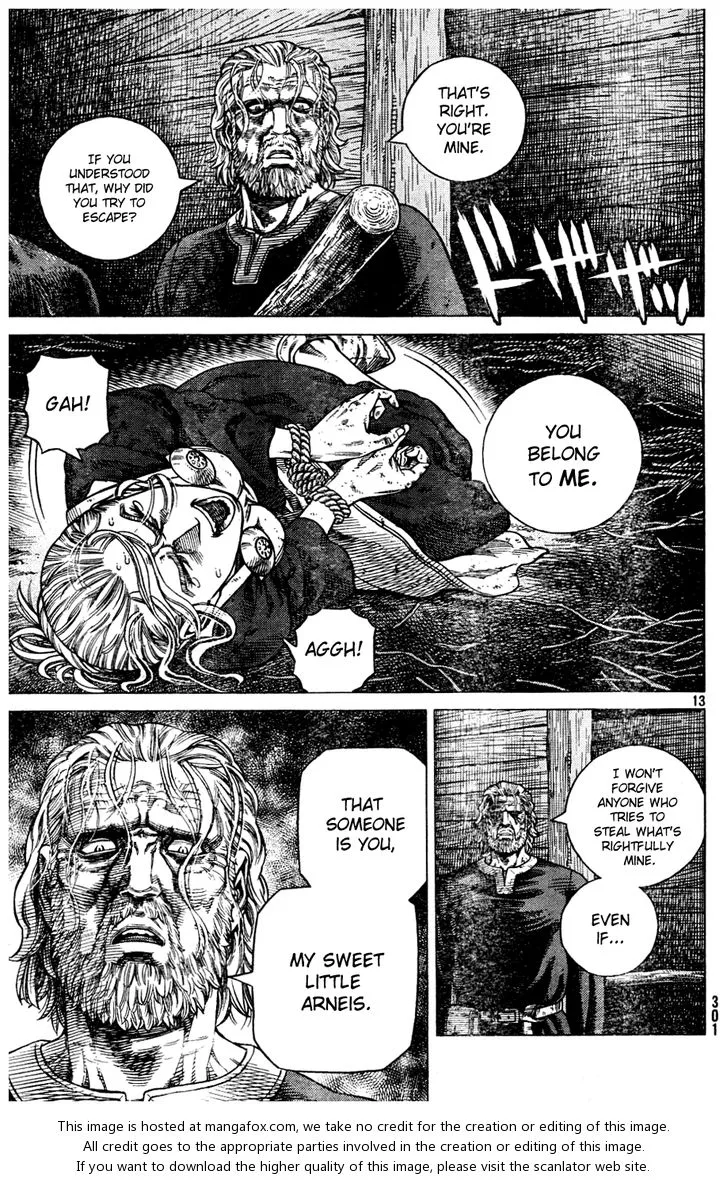 THAT'S
RIGHT.
YOU'RE
MINE.
IF YOU
UNDERSTOOD
THAT, WHY DID
YOU TRY TO
ESCAPE?
ドザザッ
GAH!
YOU
BELONG
TO ME.
AGGH!
13
I WON'T
FORGIVE
ANYONE WHO
TRIES TO
STEAL WHAT'S
RIGHTFULLY
MINE.
EVEN
IF...
THAT
SOMEONE
IS YOU,
MY SWEET
LITTLE
ARNEIS.
301
This image is hosted at mangafox.com, we take no credit for the creation or editing of this image.
All credit goes to the appropriate parties involved in the creation or editing of this image.
If you want to download the higher quality of this image, please visit the scanlator web site.